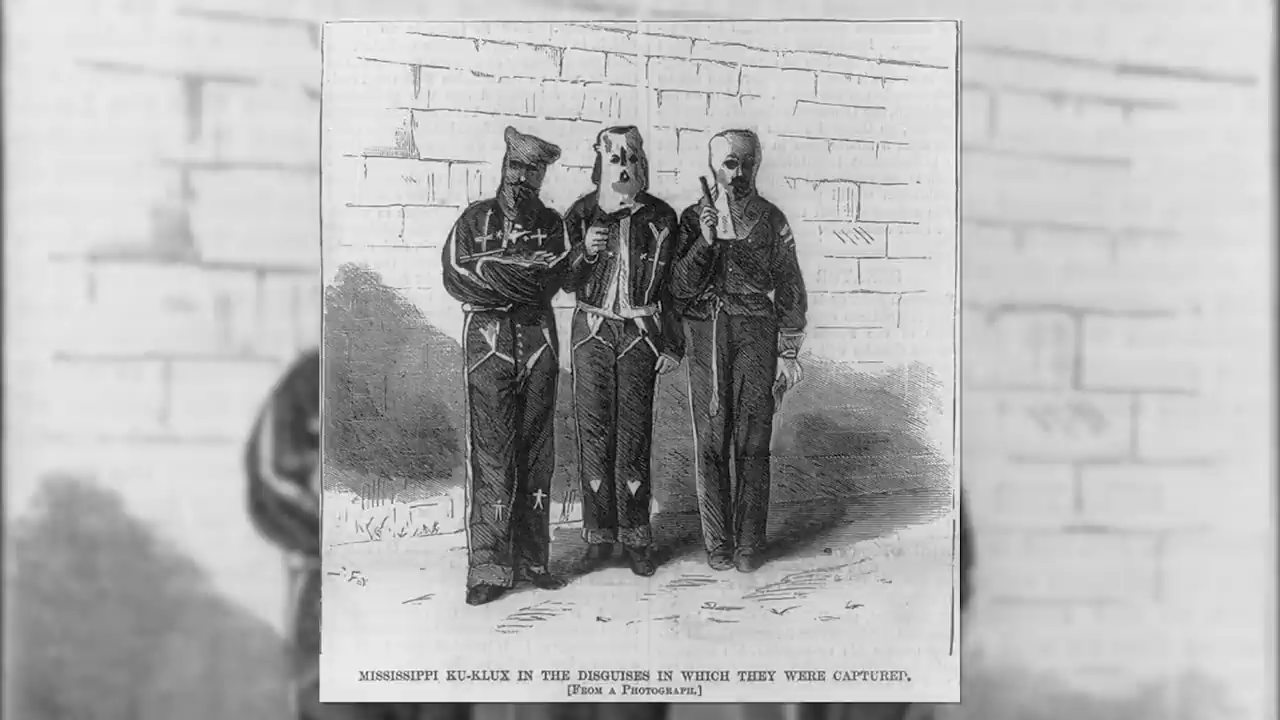 MISSISSIPPI KU-KLUX IN THE DISGUISES IN WHICH THEY WERE CAPTURED.
[From a Photograph.]